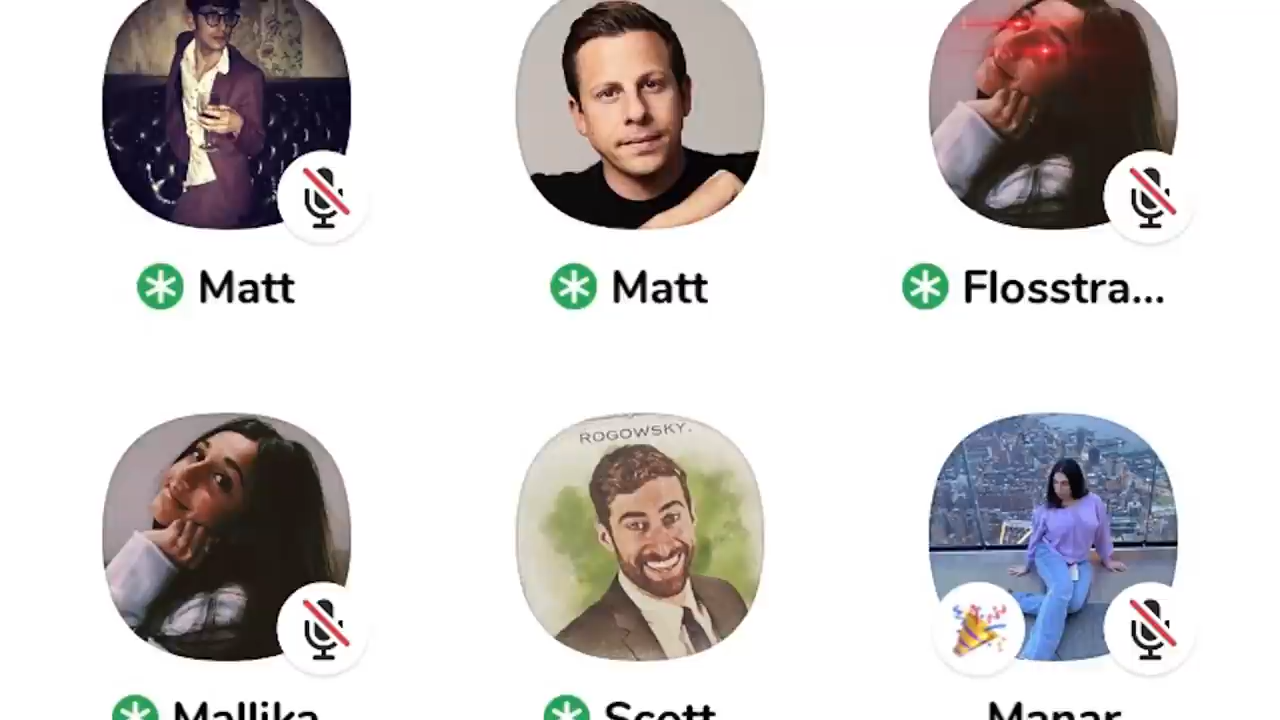 Matt
Matt
Flosstra...
ROGOWSKY.
Mallika
Scott
Manar